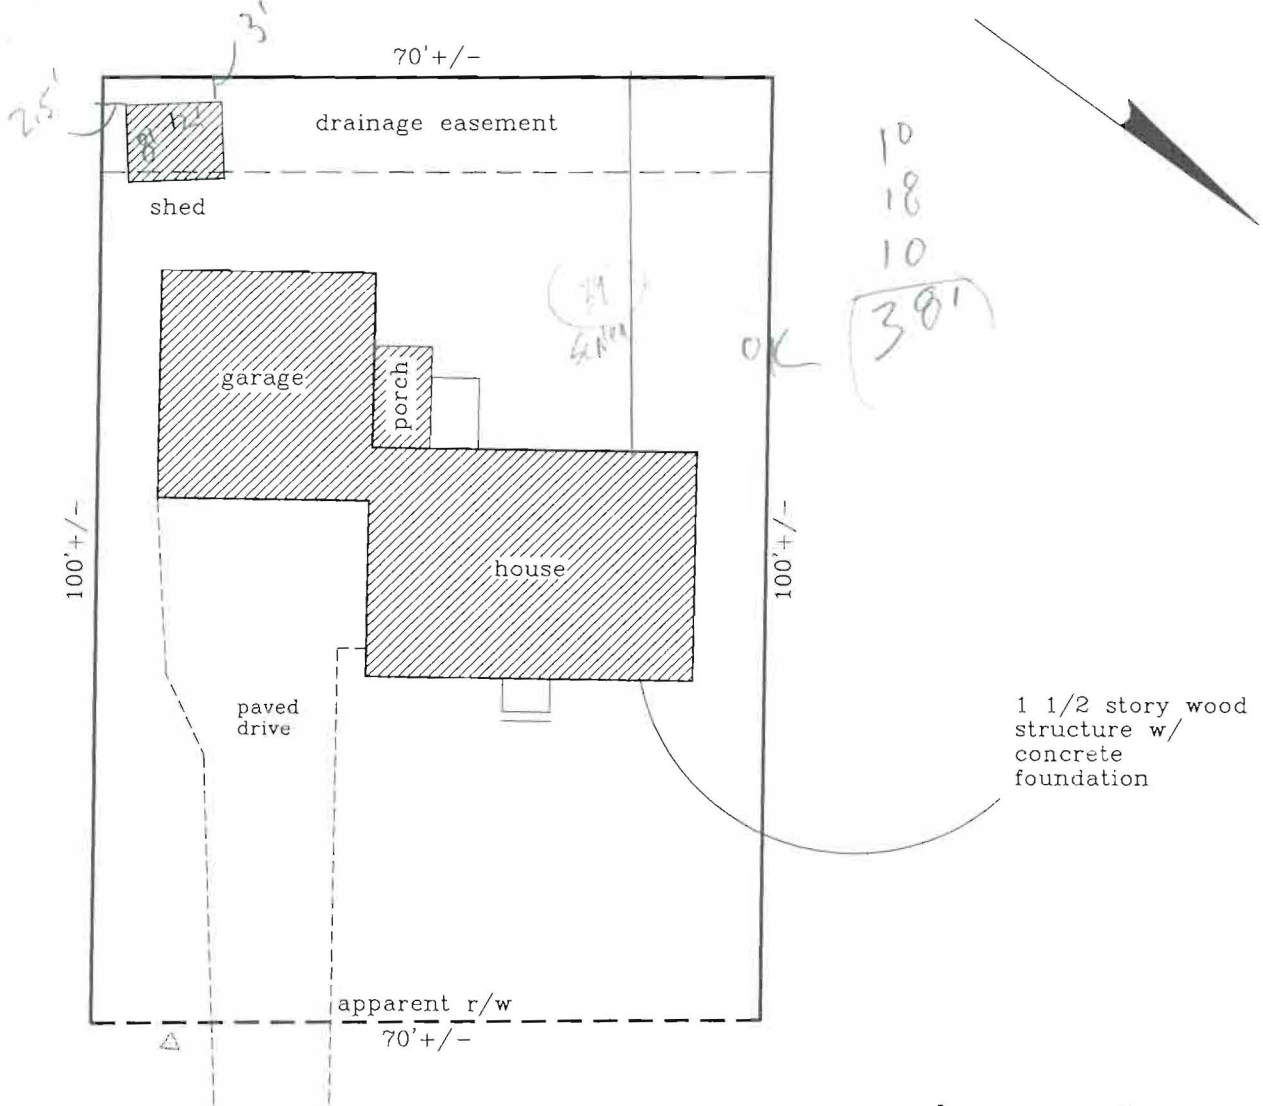 3'
70'+/-
2.5'
drainage easement
8'
shed
10
18
10
38'
OK
garage
porch
100'+/-
100'+/-
house
paved
drive
1 1/2 story wood
structure w/
concrete
foundation
apparent r/w
70'+/-